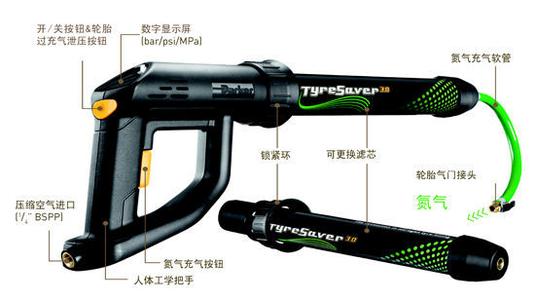 开/关按钮&轮胎
过充气泄压按钮
数字显示屏
(bar/psi/MPa)
氮气充气软管
Parker
TyreSaver 3.0
锁紧环
可更换滤芯
轮胎气门接头
氮气
压缩空气进口
(1/4" BSPP)
TyreSaver 3.0
氮气充气按钮
人体工学把手